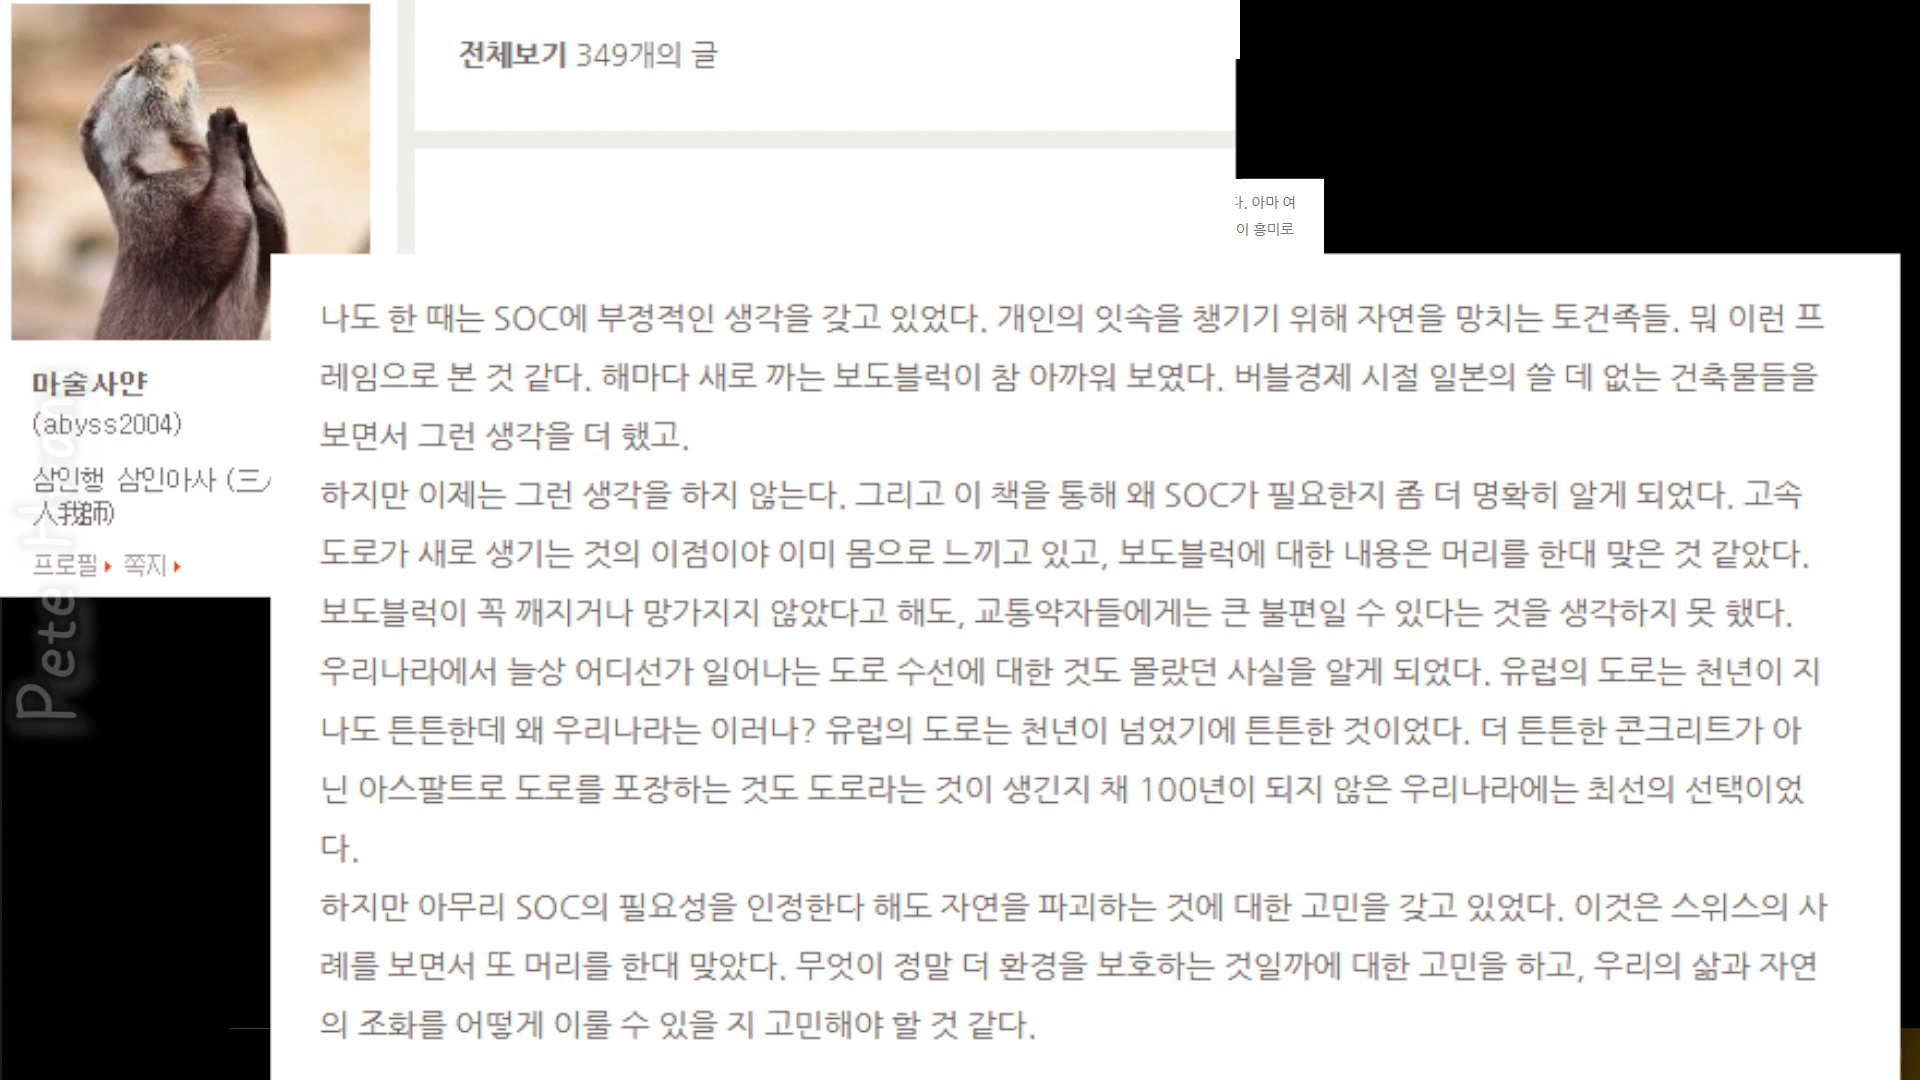 전체보기 349개의 글
다. 아마 여
이 흥미로
마술사얀
(abyss2004)
삼인행 삼인아사 (三
人我師)
프로필 쪽지
Peter Han
나도 한 때는 SOC에 부정적인 생각을 갖고 있었다. 개인의 잇속을 챙기기 위해 자연을 망치는 토건족들. 뭐 이런 프
레임으로 본 것 같다. 해마다 새로 까는 보도블럭이 참 아까워 보였다. 버블경제 시절 일본의 쓸 데 없는 건축물들을
보면서 그런 생각을 더 했고.
하지만 이제는 그런 생각을 하지 않는다. 그리고 이 책을 통해 왜 SOC가 필요한지 좀 더 명확히 알게 되었다. 고속
도로가 새로 생기는 것의 이점이야 이미 몸으로 느끼고 있고, 보도블럭에 대한 내용은 머리를 한대 맞은 것 같았다.
보도블럭이 꼭 깨지거나 망가지지 않았다고 해도, 교통약자들에게는 큰 불편일 수 있다는 것을 생각하지 못 했다.
우리나라에서 늘상 어디선가 일어나는 도로 수선에 대한 것도 몰랐던 사실을 알게 되었다. 유럽의 도로는 천년이 지
나도 튼튼한데 왜 우리나라는 이러나? 유럽의 도로는 천년이 넘었기에 튼튼한 것이었다. 더 튼튼한 콘크리트가 아
닌 아스팔트로 도로를 포장하는 것도 도로라는 것이 생긴지 채 100년이 되지 않은 우리나라에는 최선의 선택이었
다.
하지만 아무리 SOC의 필요성을 인정한다 해도 자연을 파괴하는 것에 대한 고민을 갖고 있었다. 이것은 스위스의 사
례를 보면서 또 머리를 한대 맞았다. 무엇이 정말 더 환경을 보호하는 것일까에 대한 고민을 하고, 우리의 삶과 자연
의 조화를 어떻게 이룰 수 있을 지 고민해야 할 것 같다.